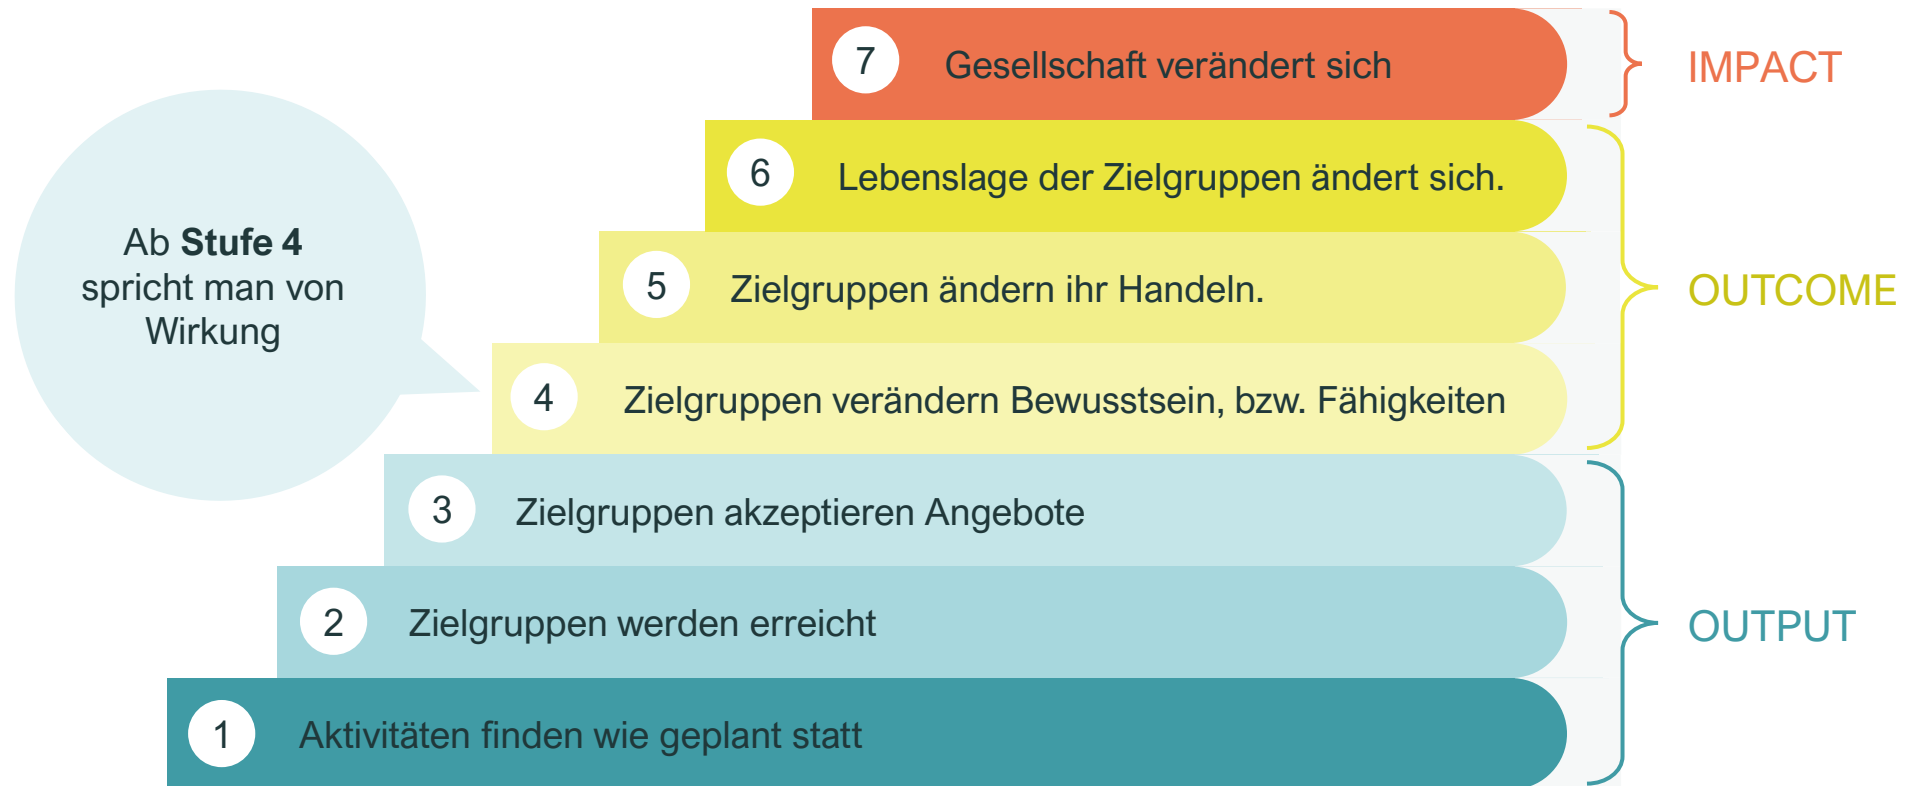 7
Gesellschaft verändert sich
IMPACT
6
Lebenslage der Zielgruppen ändert sich.
Ab Stufe 4
spricht man von
Wirkung
5
Zielgruppen ändern ihr Handeln.
OUTCOME
4
Zielgruppen verändern Bewusstsein, bzw. Fähigkeiten
3
Zielgruppen akzeptieren Angebote
2
Zielgruppen werden erreicht
OUTPUT
1
Aktivitäten finden wie geplant statt